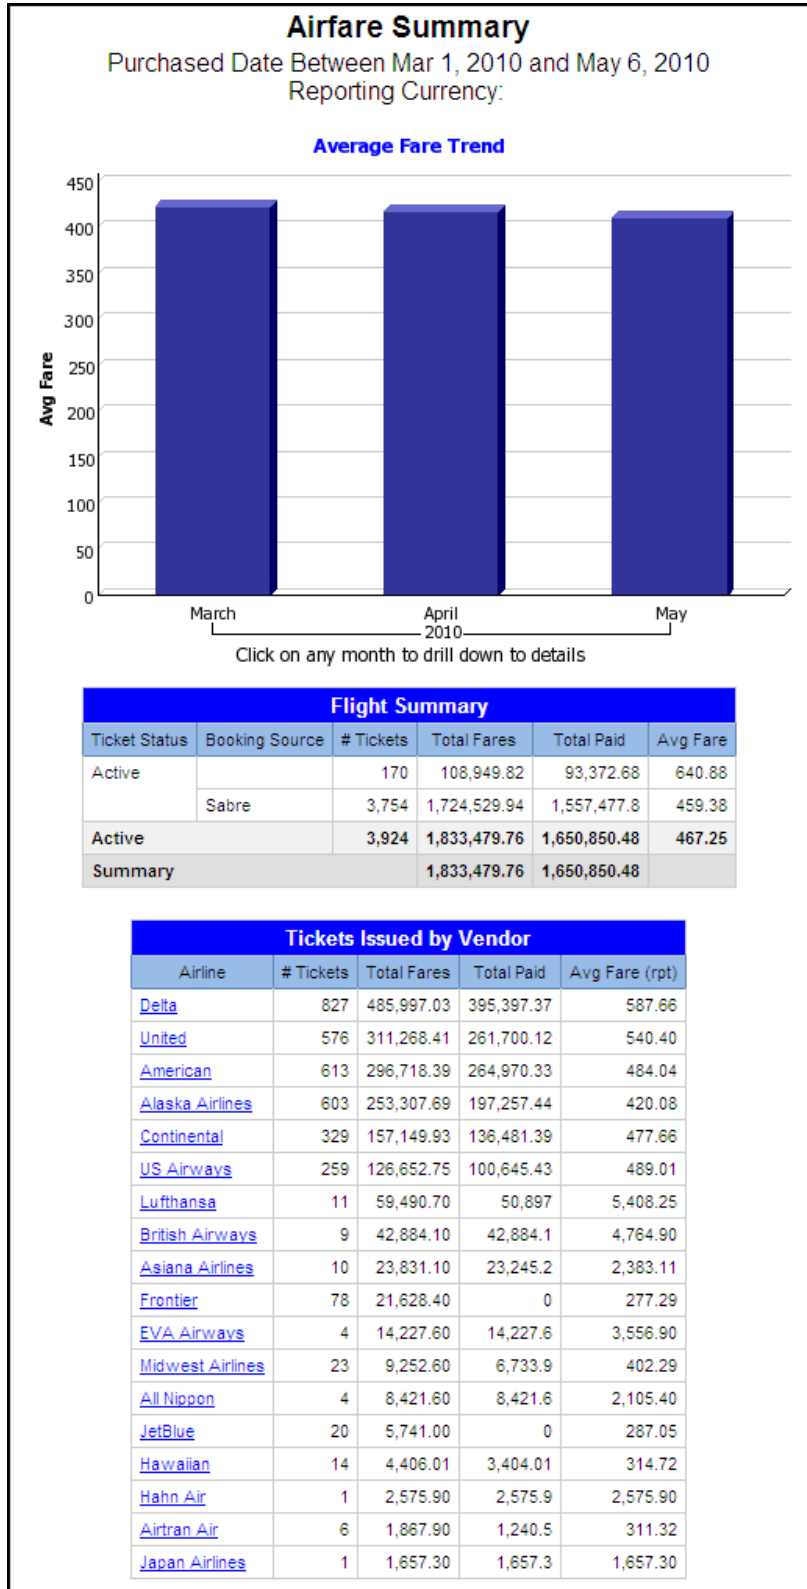 Airfare Summary
Purchased Date Between Mar 1, 2010 and May 6, 2010
Reporting Currency:
Average Fare Trend
450
400
350
300
250
200
150
100
50
0
Avg Fare
March April May
2010
Click on any month to drill down to details
Flight Summary
Ticket Status Booking Source # Tickets Total Fares Total Paid Avg Fare
Active 170 108,949.82 93,372.68 640.88
Sabre 3,754 1,724,529.94 1,557,477.8 459.38
Active 3,924 1,833,479.76 1,650,850.48 467.25
Summary 1,833,479.76 1,650,850.48
Tickets Issued by Vendor
Airline # Tickets Total Fares Total Paid Avg Fare (rpt)
Delta 827 485,997.03 395,397.37 587.66
United 576 311,268.41 261,700.12 540.40
American 613 296,718.39 264,970.33 484.04
Alaska Airlines 603 253,307.69 197,257.44 420.08
Continental 329 157,149.93 136,481.39 477.66
US Airways 259 126,652.75 100,645.43 489.01
Lufthansa 11 59,490.70 50,897 5,408.25
British Airways 9 42,884.10 42,884.1 4,764.90
Asiana Airlines 10 23,831.10 23,245.2 2,383.11
Frontier 78 21,628.40 0 277.29
EVA Airways 4 14,227.60 14,227.6 3,556.90
Midwest Airlines 23 9,252.60 6,733.9 402.29
All Nippon 4 8,421.60 8,421.6 2,105.40
JetBlue 20 5,741.00 0 287.05
Hawaiian 14 4,406.01 3,404.01 314.72
Hahn Air 1 2,575.90 2,575.9 2,575.90
Airtran Air 6 1,867.90 1,240.5 311.32
Japan Airlines 1 1,657.30 1,657.3 1,657.30